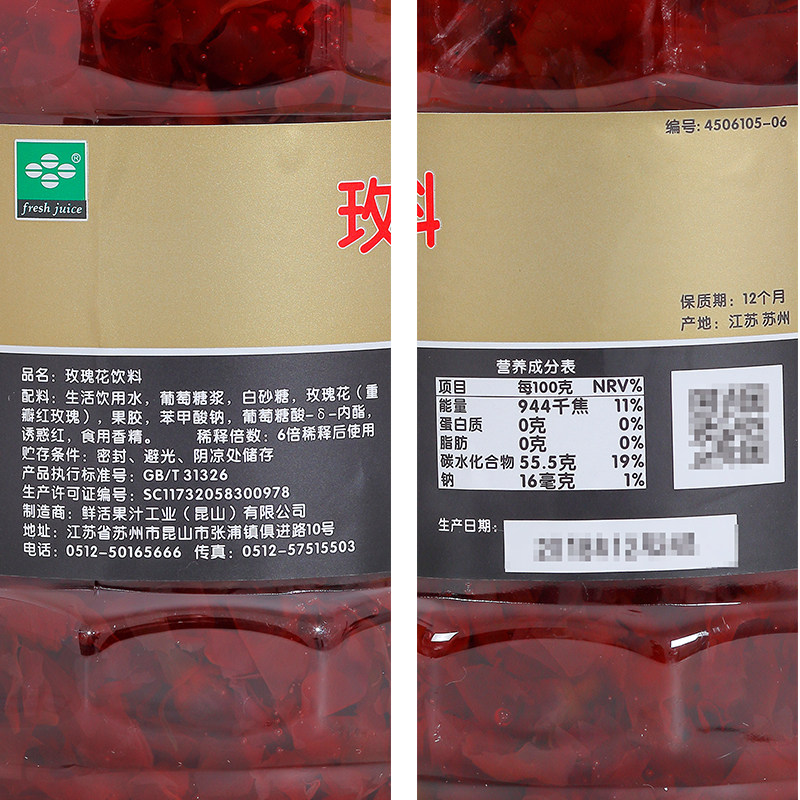 ®
fresh juice
玫
品名：玫瑰花饮料
配料：生活饮用水，葡萄糖浆，白砂糖，玫瑰花（重
瓣红玫瑰），果胶，苯甲酸钠，葡萄糖酸-δ-内酯，
诱惑红，食用香精。 稀释倍数：6倍稀释后使用
贮存条件：密封、避光、阴凉处储存
产品执行标准号：GB/T 31326
生产许可证编号：SC11732058300978
制造商：鲜活果汁工业（昆山）有限公司
地址：江苏省苏州市昆山市张浦镇俱进路10号
电话：0512-50165666 传真：0512-57515503
编号: 4506105-06
料
保质期：12个月
产地：江苏 苏州
营养成分表
项目 每100克 NRV%
能量 944千焦 11%
蛋白质 0克 0%
脂肪 0克 0%
碳水化合物 55.5克 19%
钠 16毫克 1%
生产日期：